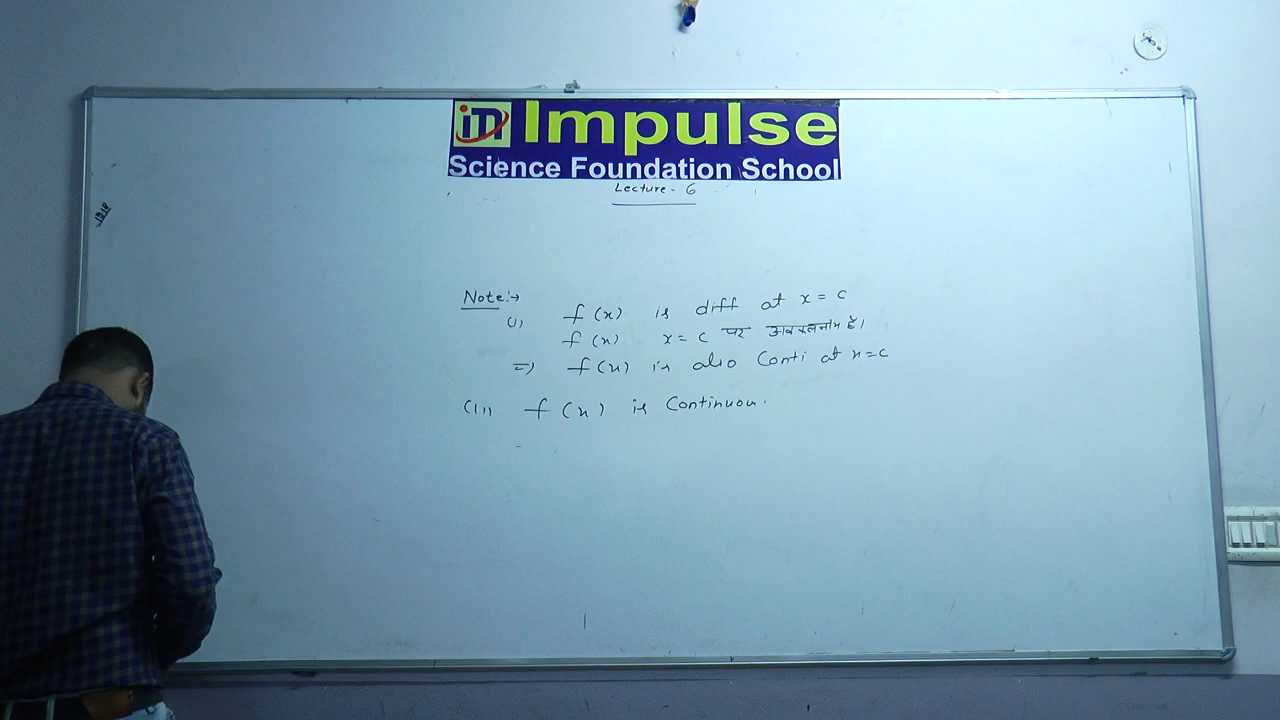 in Impulse
Science Foundation School
Lecture - 6
Note:→
(i) f(x) is diff at x = c
f(x) x = c पर अवकलनीय है।
=) f(x) is also Conti at x=c
(ii) f(x) is Continuou.